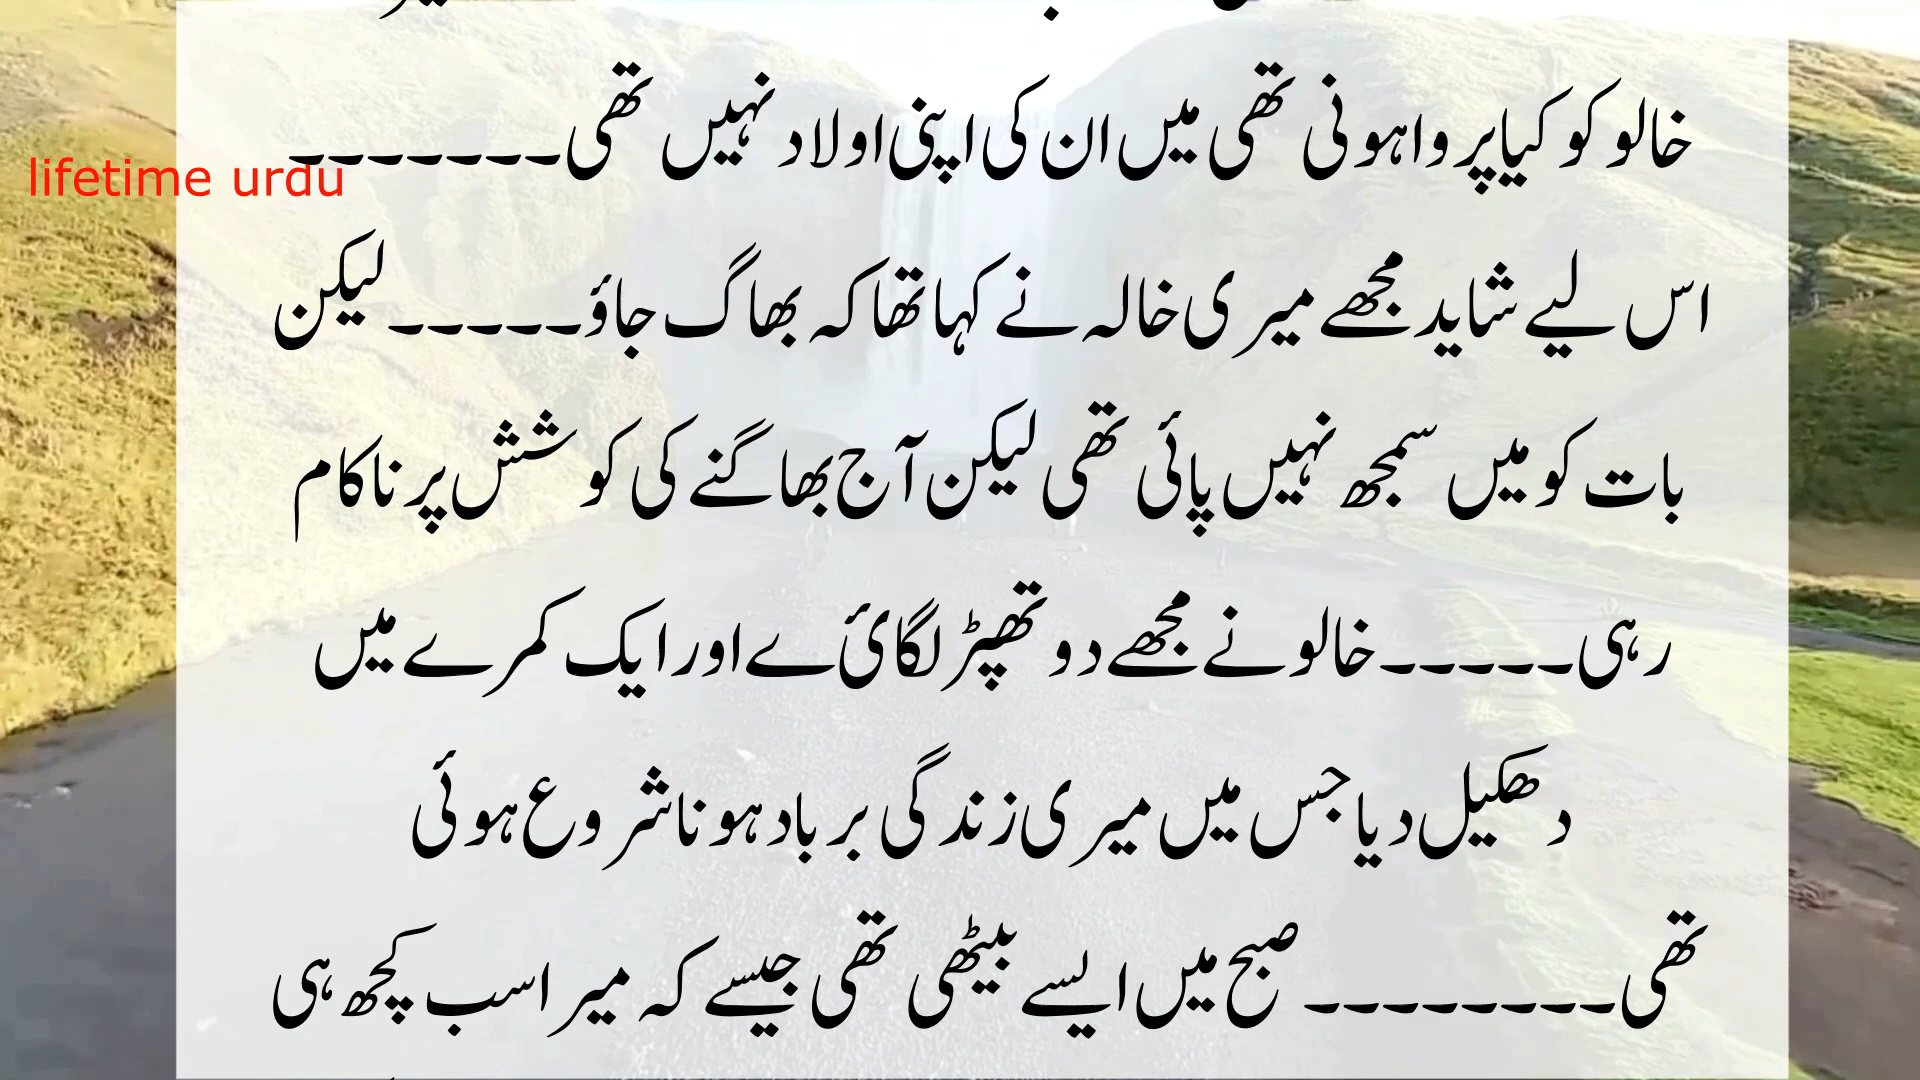 خالو کو کیا پرواہونی تھی میں ان کی اپنی اولاد نہیں تھی۔۔۔۔۔۔۔
lifetime urdu
اس لیے شاید مجھے میری خالہ نے کہا تھا کہ بھاگ جاؤ۔۔۔۔۔لیکن
بات کو میں سمجھ نہیں پائی تھی لیکن آج بھاگنے کی کوشش پر ناکام
رہی۔۔۔۔۔خالو نے مجھے دو تھپڑ لگائ ے اور ایک کمرے میں
دھکیل دیا جس میں میری زندگی برباد ہونا شروع ہوئی
تھی۔۔۔۔۔۔۔۔ صبح میں ایسے بیٹھی تھی جیسے کہ میرا سب کچھ ہی